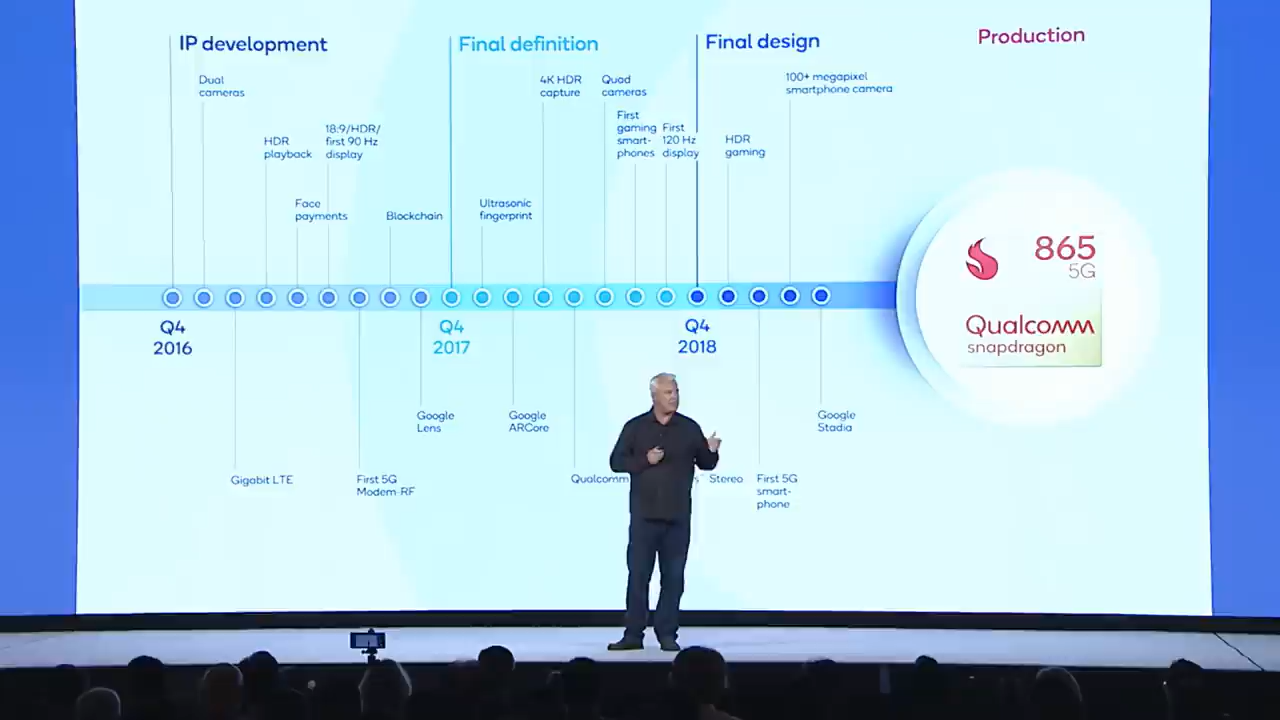 IP development
Final definition
Final design
Production
Dual
cameras
4K HDR
capture
Quad
cameras
100+ megapixel
smartphone camera
HDR
playback
18:9/HDR/
first 90 Hz
display
First
gaming
smart-
phones
First
120 Hz
display
HDR
gaming
Face
payments
Blockchain
Ultrasonic
fingerprint
865
5G
Qualcomm
snapdragon
Q4
2016
Q4
2017
Q4
2018
Google
Lens
Google
ARCore
Google
Stadia
Gigabit LTE
First 5G
Modem-RF
Qualcomm
Stereo
First 5G
smart-
phone